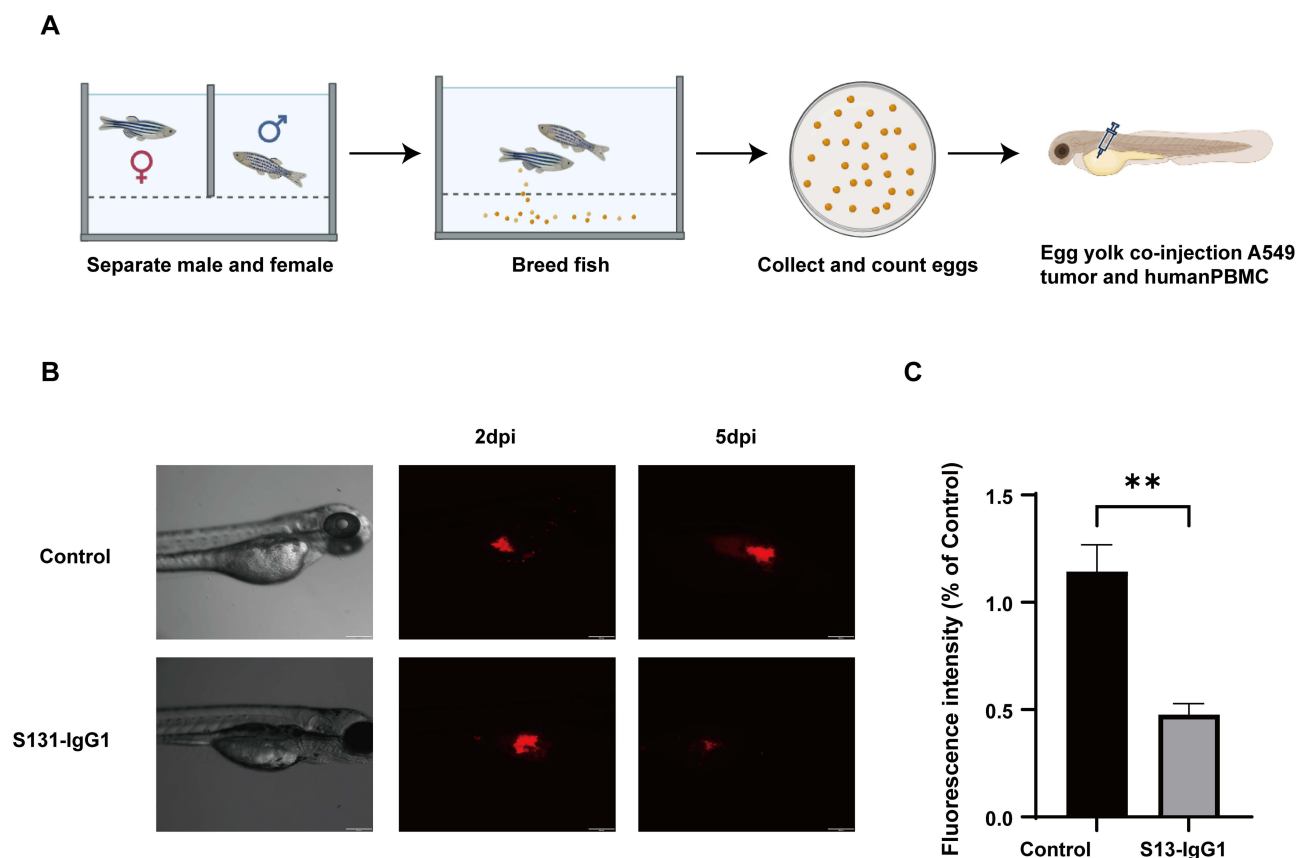 A
Separate male and female
Breed fish
Collect and count eggs
Egg yolk co-injection A549
tumor and humanPBMC
B
2dpi
5dpi
Control
S131-IgG1
C
Fluorescence intensity (% of Control)
1.5
1.0
0.5
0.0
**
Control
S13-IgG1